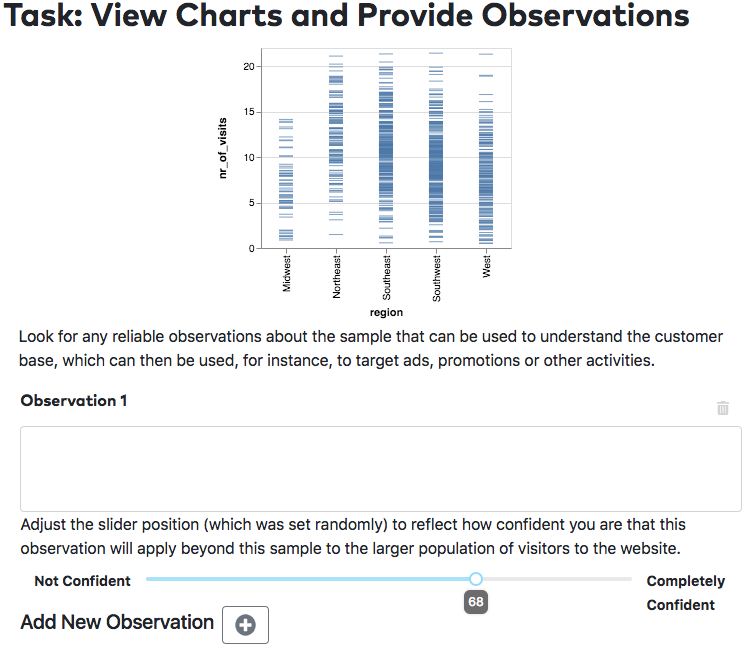 Task: View Charts and Provide Observations
20
15
10
5
0
nr_of_visits
Midwest
Northeast
Southeast
Southwest
West
region
Look for any reliable observations about the sample that can be used to understand the customer
base, which can then be used, for instance, to target ads, promotions or other activities.
Observation 1
Adjust the slider position (which was set randomly) to reflect how confident you are that this
observation will apply beyond this sample to the larger population of visitors to the website.
Not Confident
68
Completely
Confident
Add New Observation